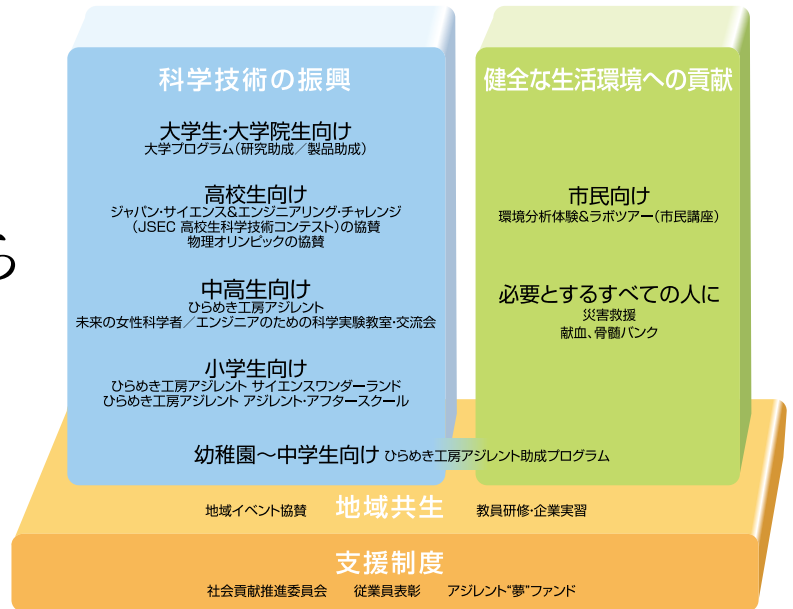 ら
科学技術の振興
大学生・大学院生向け
大学プログラム(研究助成/製品助成)
高校生向け
ジャパン・サイエンス&エンジニアリング・チャレンジ
(JSEC 高校生科学技術コンテスト)の協賛
物理オリンピックの協賛
中高生向け
ひらめき工房アジレント
未来の女性科学者/エンジニアのための科学実験教室・交流会
小学生向け
ひらめき工房アジレント サイエンスワンダーランド
ひらめき工房アジレント アジレント・アフタースクール
幼稚園〜中学生向け ひらめき工房アジレント助成プログラム
健全な生活環境への貢献
市民向け
環境分析体験&ラボツアー(市民講座)
必要とするすべての人に
災害救援
献血、骨髄バンク
地域イベント協賛 地域共生 教員研修・企業実習
支援制度
社会貢献推進委員会 従業員表彰 アジレント“夢”ファンド